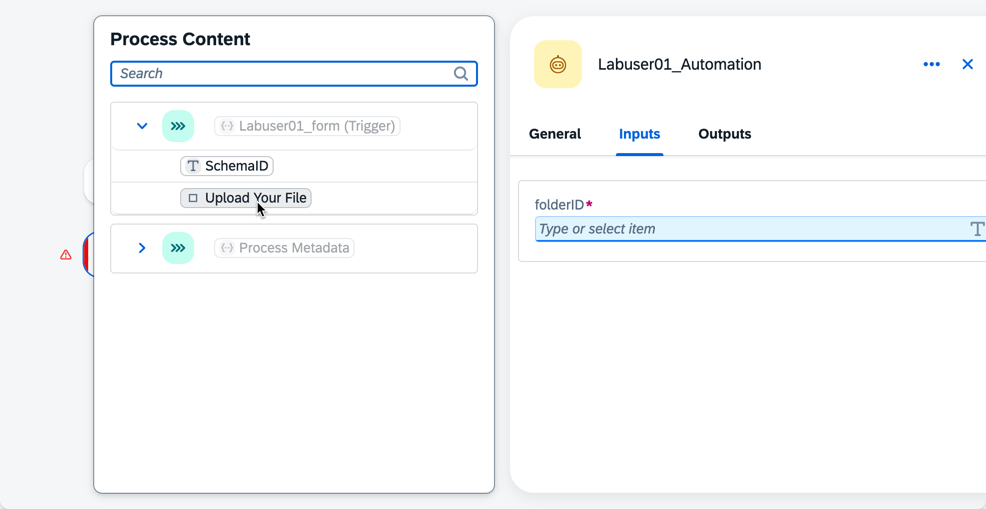 Process Content
Search
Labuser01_form (Trigger)
SchemaID
Upload Your File
Process Metadata
Labuser01_Automation
General Inputs Outputs
folderID*
Type or select item